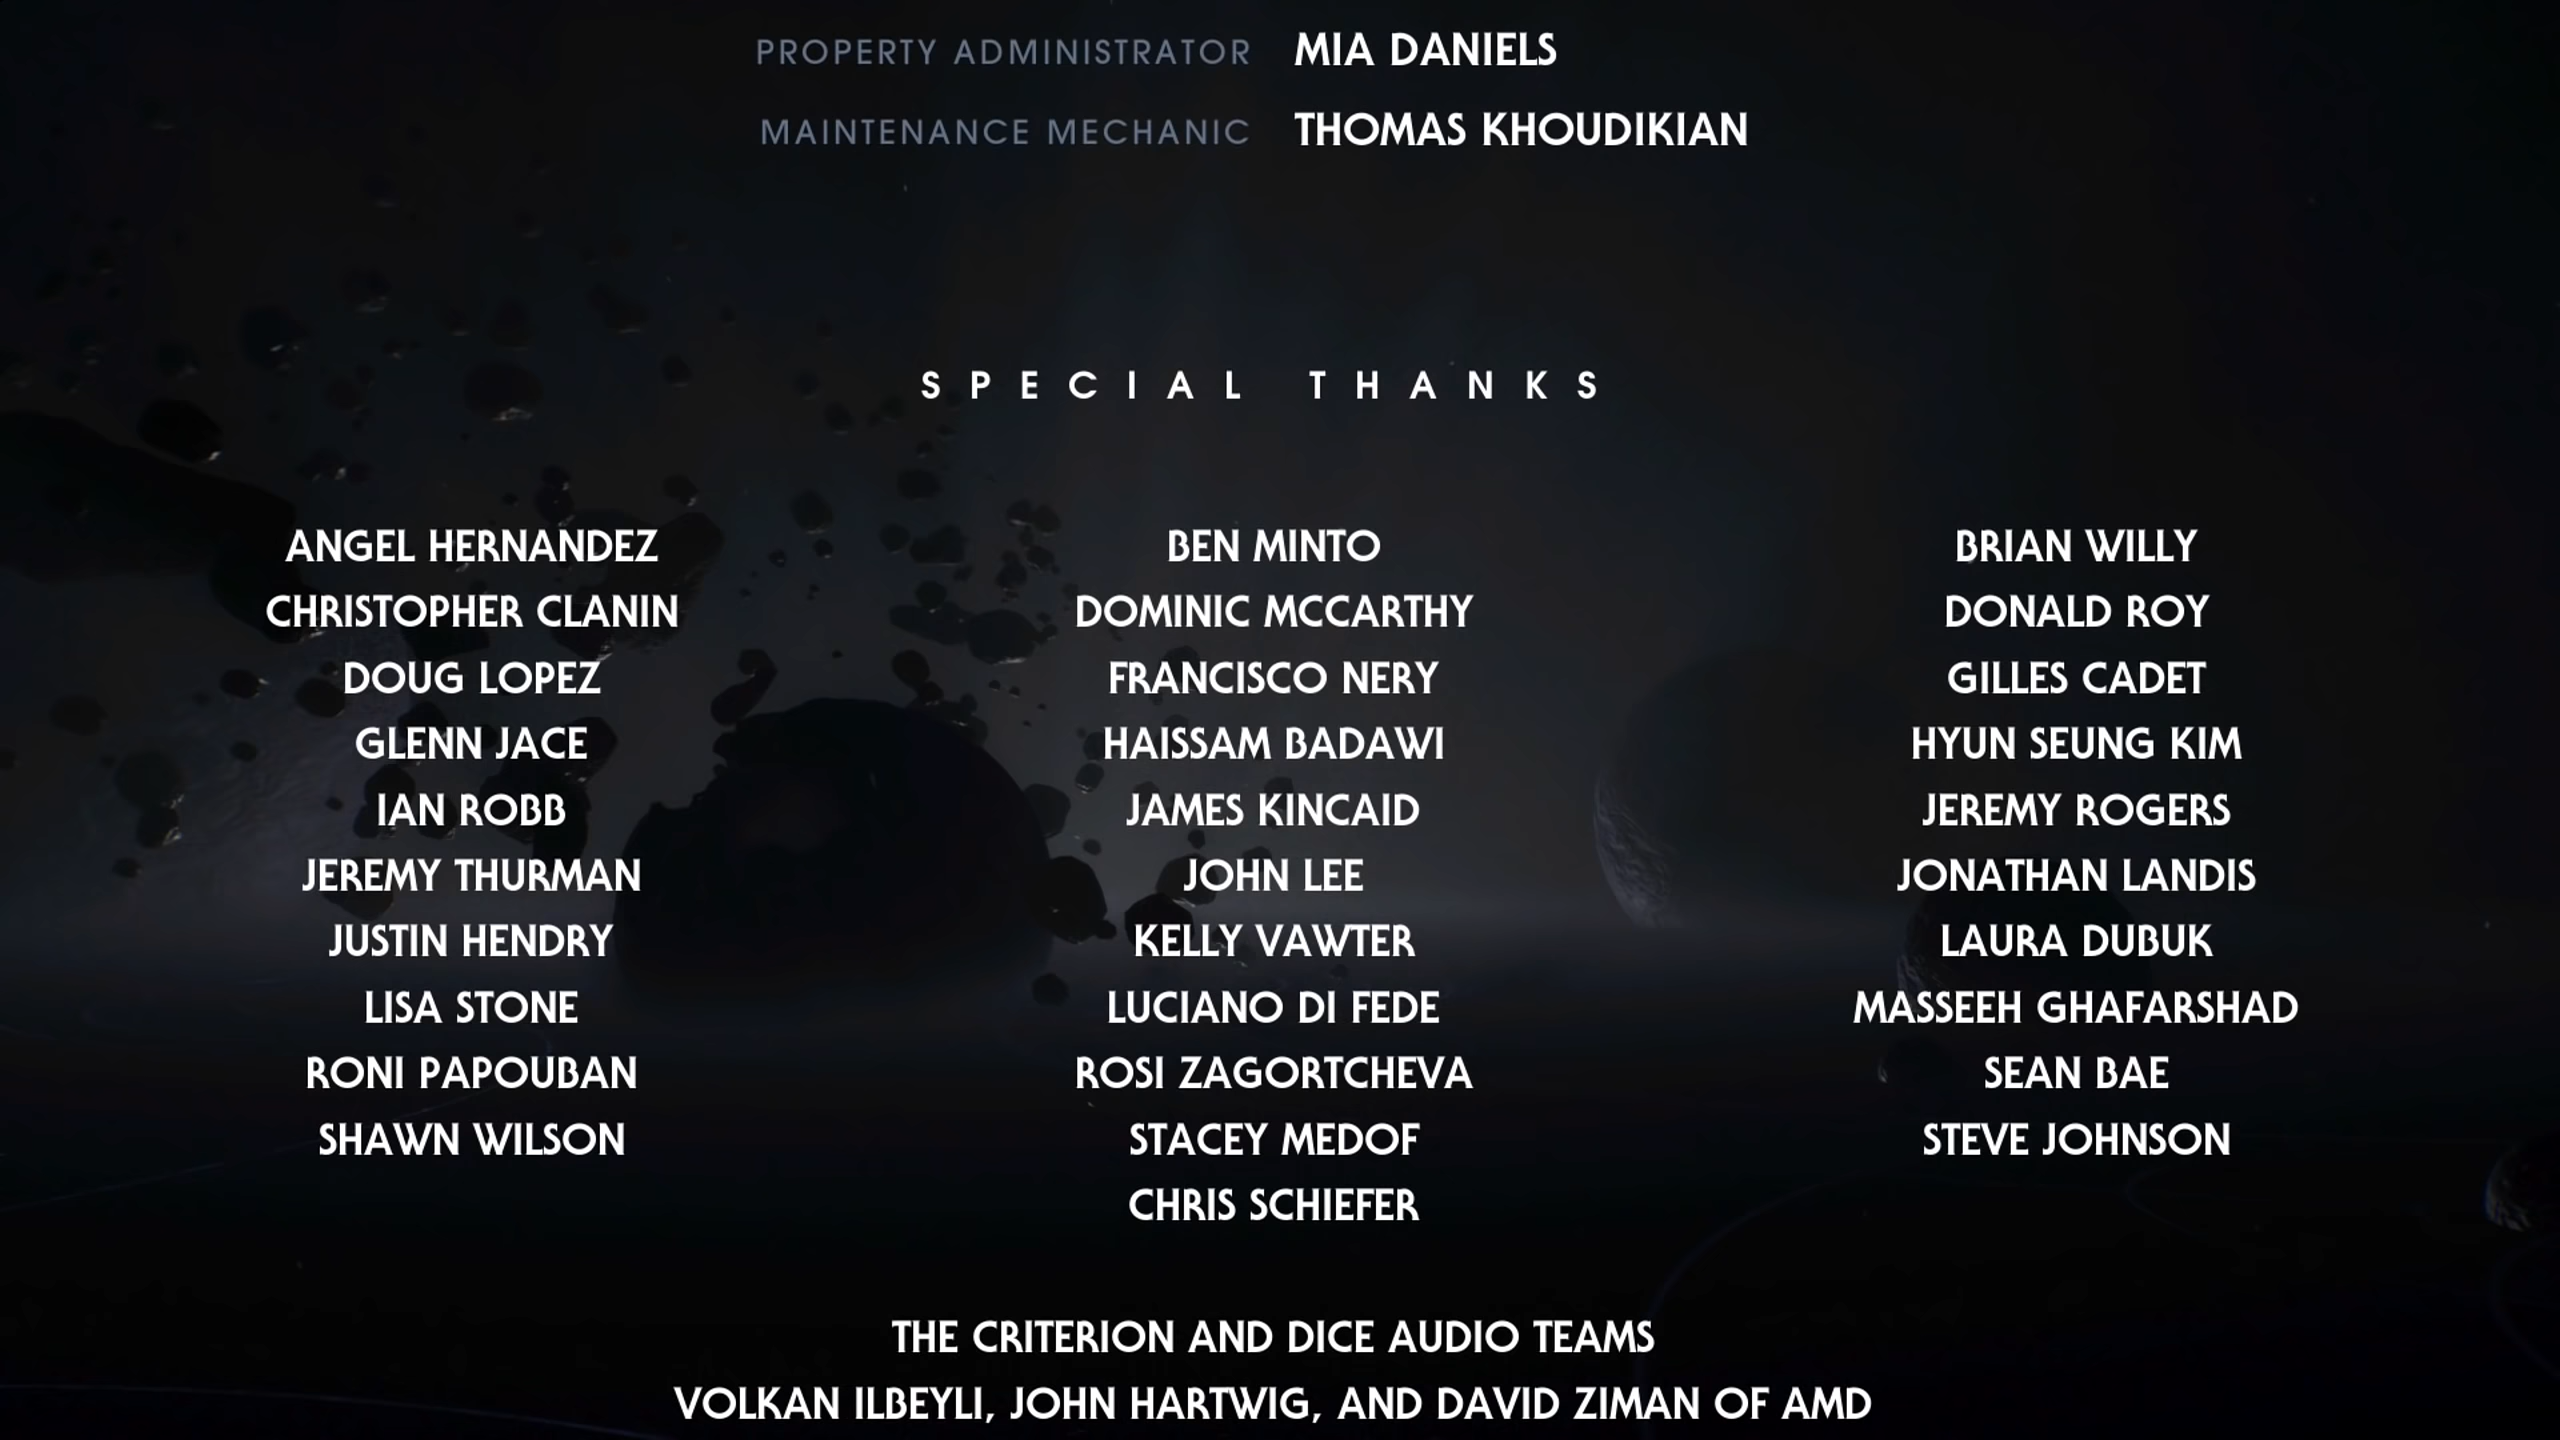 PROPERTY ADMINISTRATOR MIA DANIELS
MAINTENANCE MECHANIC THOMAS KHOUDIKIAN
SPECIAL THANKS
ANGEL HERNANDEZ
CHRISTOPHER CLANIN
DOUG LOPEZ
GLENN JACE
IAN ROBB
JEREMY THURMAN
JUSTIN HENDRY
LISA STONE
RONI PAPOUBAN
SHAWN WILSON
BEN MINTO
DOMINIC MCCARTHY
FRANCISCO NERY
HAISSAM BADAWI
JAMES KINCAID
JOHN LEE
KELLY VAWTER
LUCIANO DI FEDE
ROSI ZAGORTCHEVA
STACEY MEDOF
CHRIS SCHIEFER
BRIAN WILLY
DONALD ROY
GILLES CADET
HYUN SEUNG KIM
JEREMY ROGERS
JONATHAN LANDIS
LAURA DUBUK
MASSEEH GHAFARSHAD
SEAN BAE
STEVE JOHNSON
THE CRITERION AND DICE AUDIO TEAMS
VOLKAN ILBEYLI, JOHN HARTWIG, AND DAVID ZIMAN OF AMD